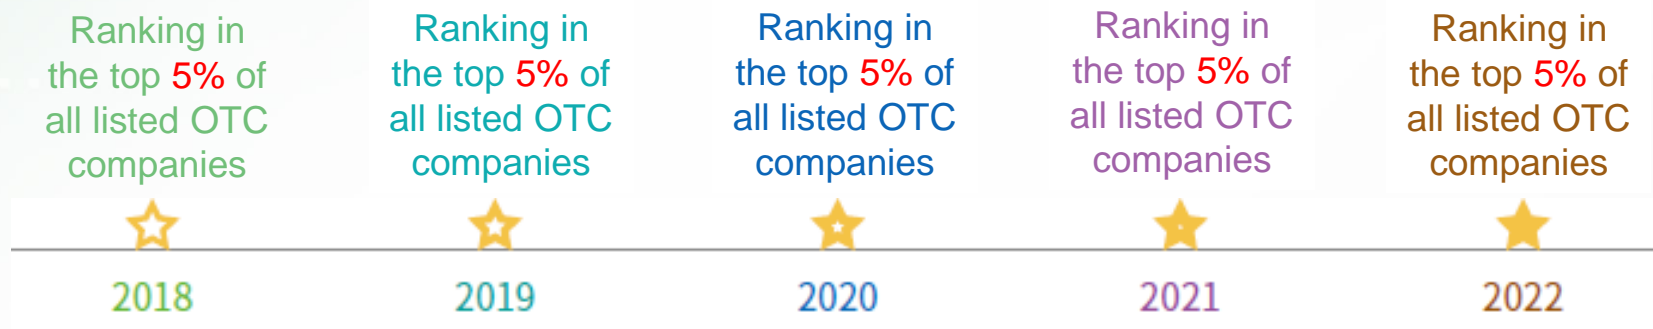 Ranking in
the top 5% of
all listed OTC
companies
Ranking in
the top 5% of
all listed OTC
companies
Ranking in
the top 5% of
all listed OTC
companies
Ranking in
the top 5% of
all listed OTC
companies
Ranking in
the top 5% of
all listed OTC
companies
2018
2019
2020
2021
2022